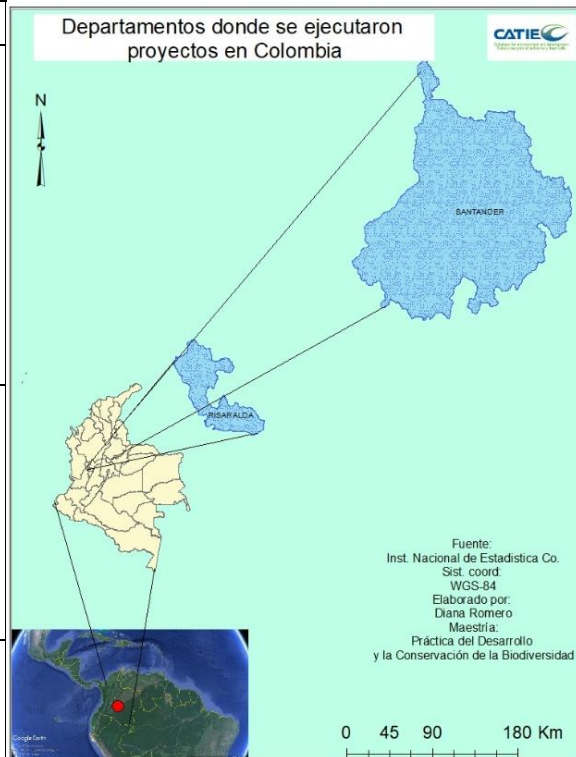 Departamentos donde se ejecutaron
proyectos en Colombia
CATIE
N
SANTANDER
RISARALDA
Fuente:
Inst. Nacional de Estadistica Co.
Sist. coord:
WGS-84
Elaborado por:
Diana Romero
Maestría:
Práctica del Desarrollo
y la Conservación de la Biodiversidad
Google Earth
0 45 90 180 Km